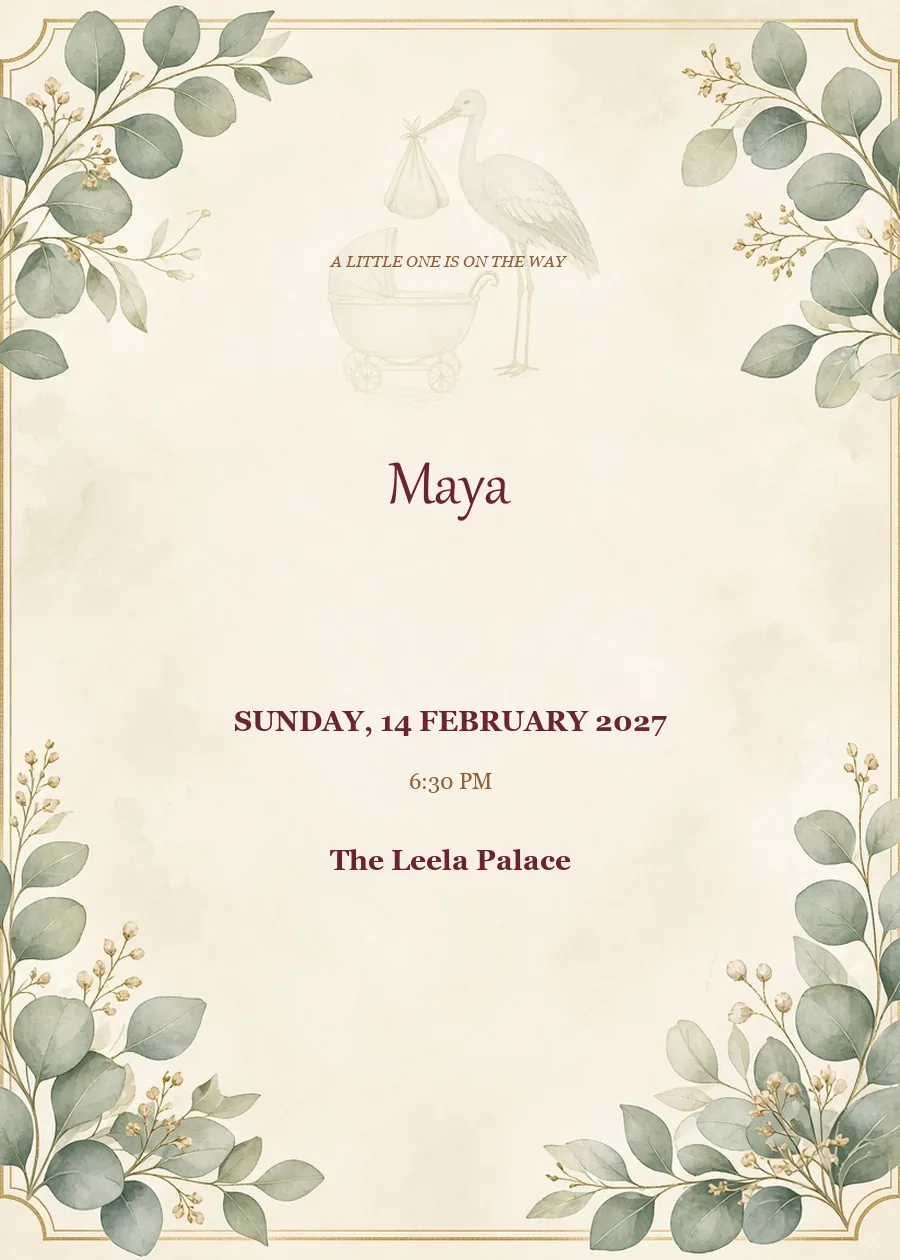 A LITTLE ONE IS ON THE WAY
Maya
SUNDAY, 14 FEBRUARY 2027
6:30 PM
The Leela Palace